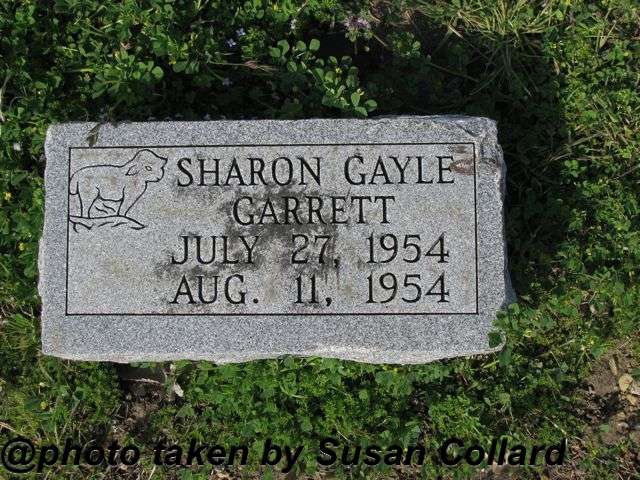 SHARON GAYLE
GARRETT
JULY 27, 1954
AUG. 11, 1954
@photo taken by Susan Collard